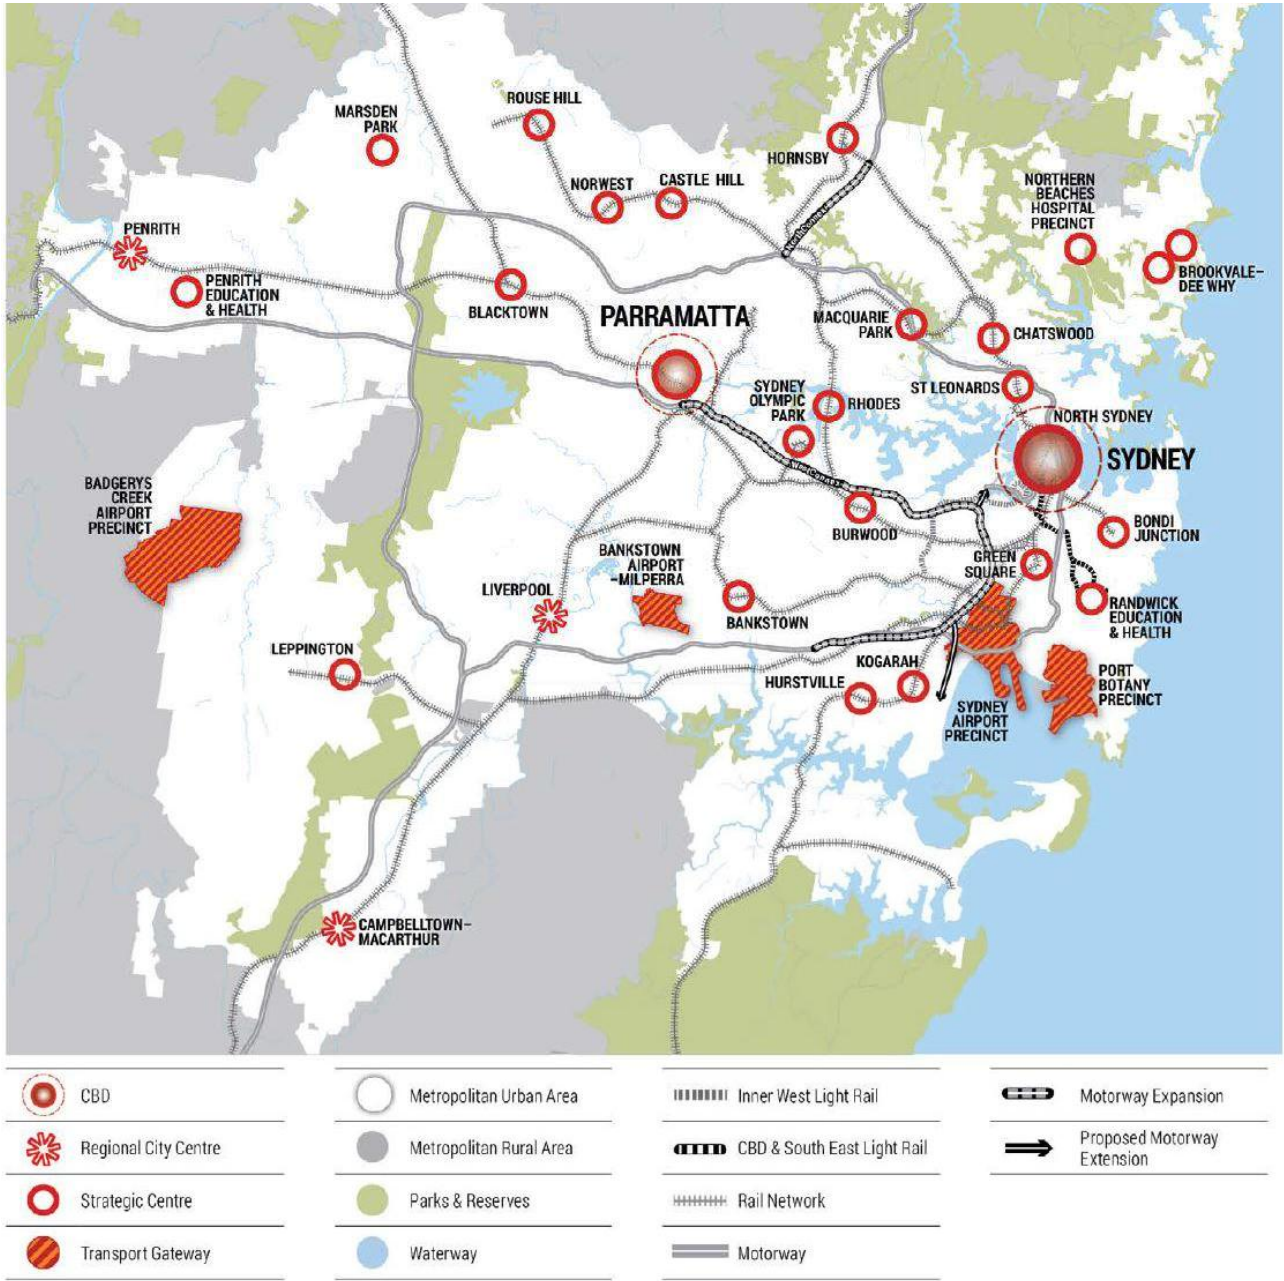 ROUSE HILL
MARSDEN
PARK
HORNSBY
NORWEST
CASTLE HILL
NORTHERN
BEACHES
HOSPITAL
PRECINCT
PENRITH
NorthConnex
BROOKVALE–
DEE WHY
PENRITH
EDUCATION
& HEALTH
BLACKTOWN
PARRAMATTA
MACQUARIE
PARK
CHATSWOOD
SYDNEY
OLYMPIC
PARK
RHODES
ST LEONARDS
NORTH SYDNEY
SYDNEY
WestConnex
BADGERYS
CREEK
AIRPORT
PRECINCT
BURWOOD
BONDI
JUNCTION
BANKSTOWN
AIRPORT
–MILPERRA
GREEN
SQUARE
LIVERPOOL
BANKSTOWN
RANDWICK
EDUCATION
& HEALTH
LEPPINGTON
KOGARAH
HURSTVILLE
PORT
BOTANY
PRECINCT
SYDNEY
AIRPORT
PRECINCT
CAMPBELLTOWN–
MACARTHUR
CBD
Regional City Centre
Strategic Centre
Transport Gateway
Metropolitan Urban Area
Metropolitan Rural Area
Parks & Reserves
Waterway
Inner West Light Rail
CBD & South East Light Rail
Rail Network
Motorway
Motorway Expansion
Proposed Motorway
Extension